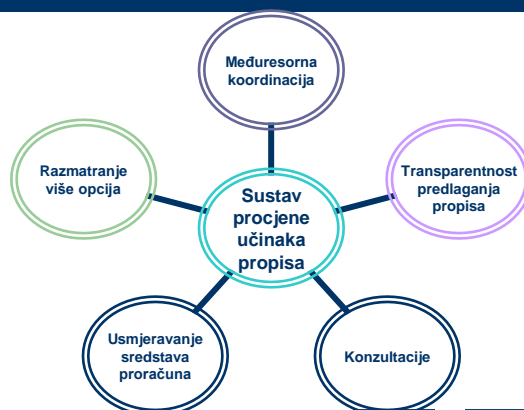 Međuresorna
koordinacija
Razmatranje
više opcija
Transparentnost
predlaganja
propisa
Sustav
procjene
učinaka
propisa
Usmjeravanje
sredstava
proračuna
Konzultacije